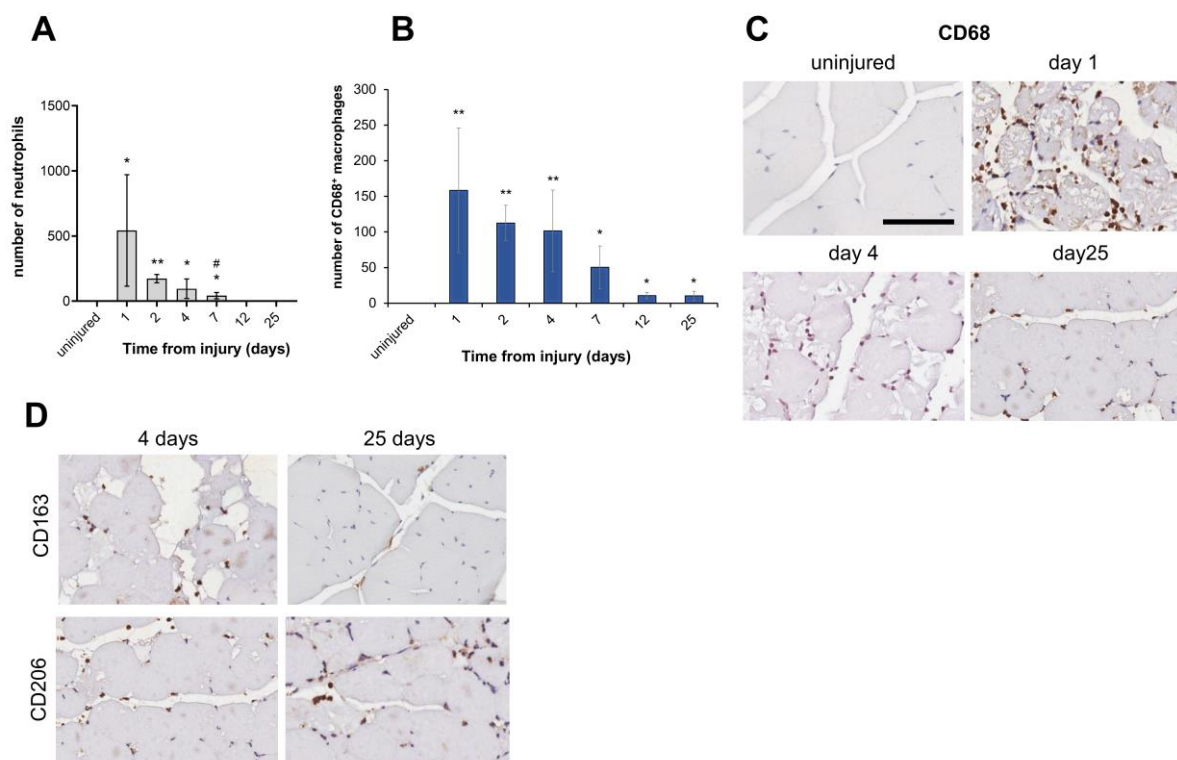 A
number of neutrophils
1500
1000
500
0
*
**
*
#
*
uninjured
1
2
4
7
12
25
Time from injury (days)
B
number of CD68+ macrophages
300
250
200
150
100
50
0
**
**
**
*
*
*
uninjured
1
2
4
7
12
25
Time from injury (days)
C
CD68
uninjured
day 1
day 4
day25
D
4 days
25 days
CD163
CD206